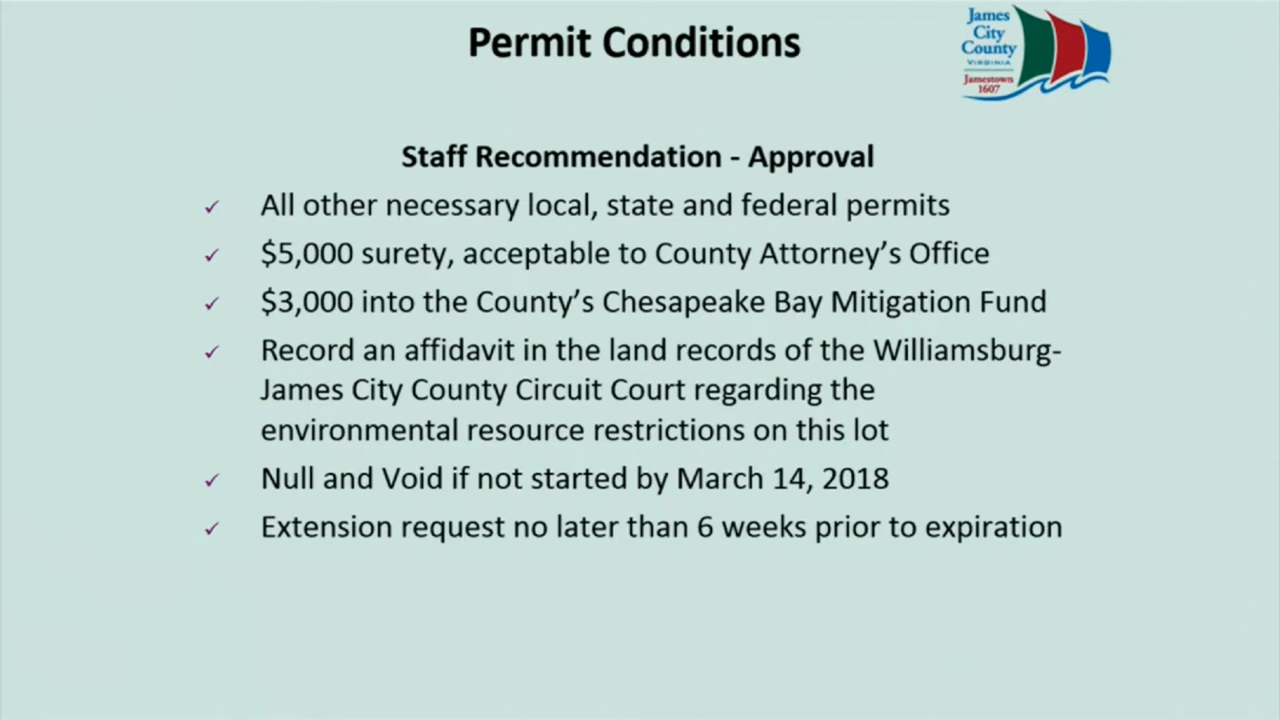 Permit Conditions
James
City
County
VIRGINIA
Jamestown
1607
Staff Recommendation - Approval
✓ All other necessary local, state and federal permits
✓ $5,000 surety, acceptable to County Attorney’s Office
✓ $3,000 into the County’s Chesapeake Bay Mitigation Fund
✓ Record an affidavit in the land records of the Williamsburg-
James City County Circuit Court regarding the
environmental resource restrictions on this lot
✓ Null and Void if not started by March 14, 2018
✓ Extension request no later than 6 weeks prior to expiration